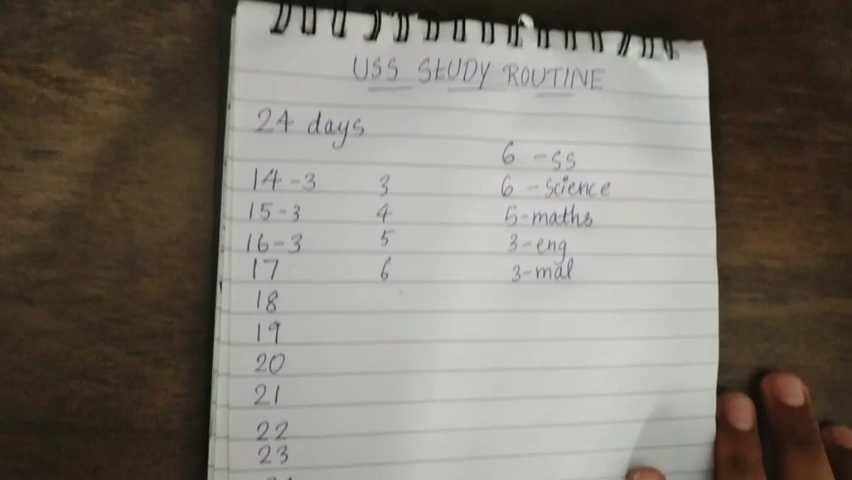 USS STUDY ROUTINE
24 days
6 - SS
14-3 3 6 - science
15-3 4 5-maths
16-3 5 3-eng
17 6 3-mal
18
19
20
21
22
23